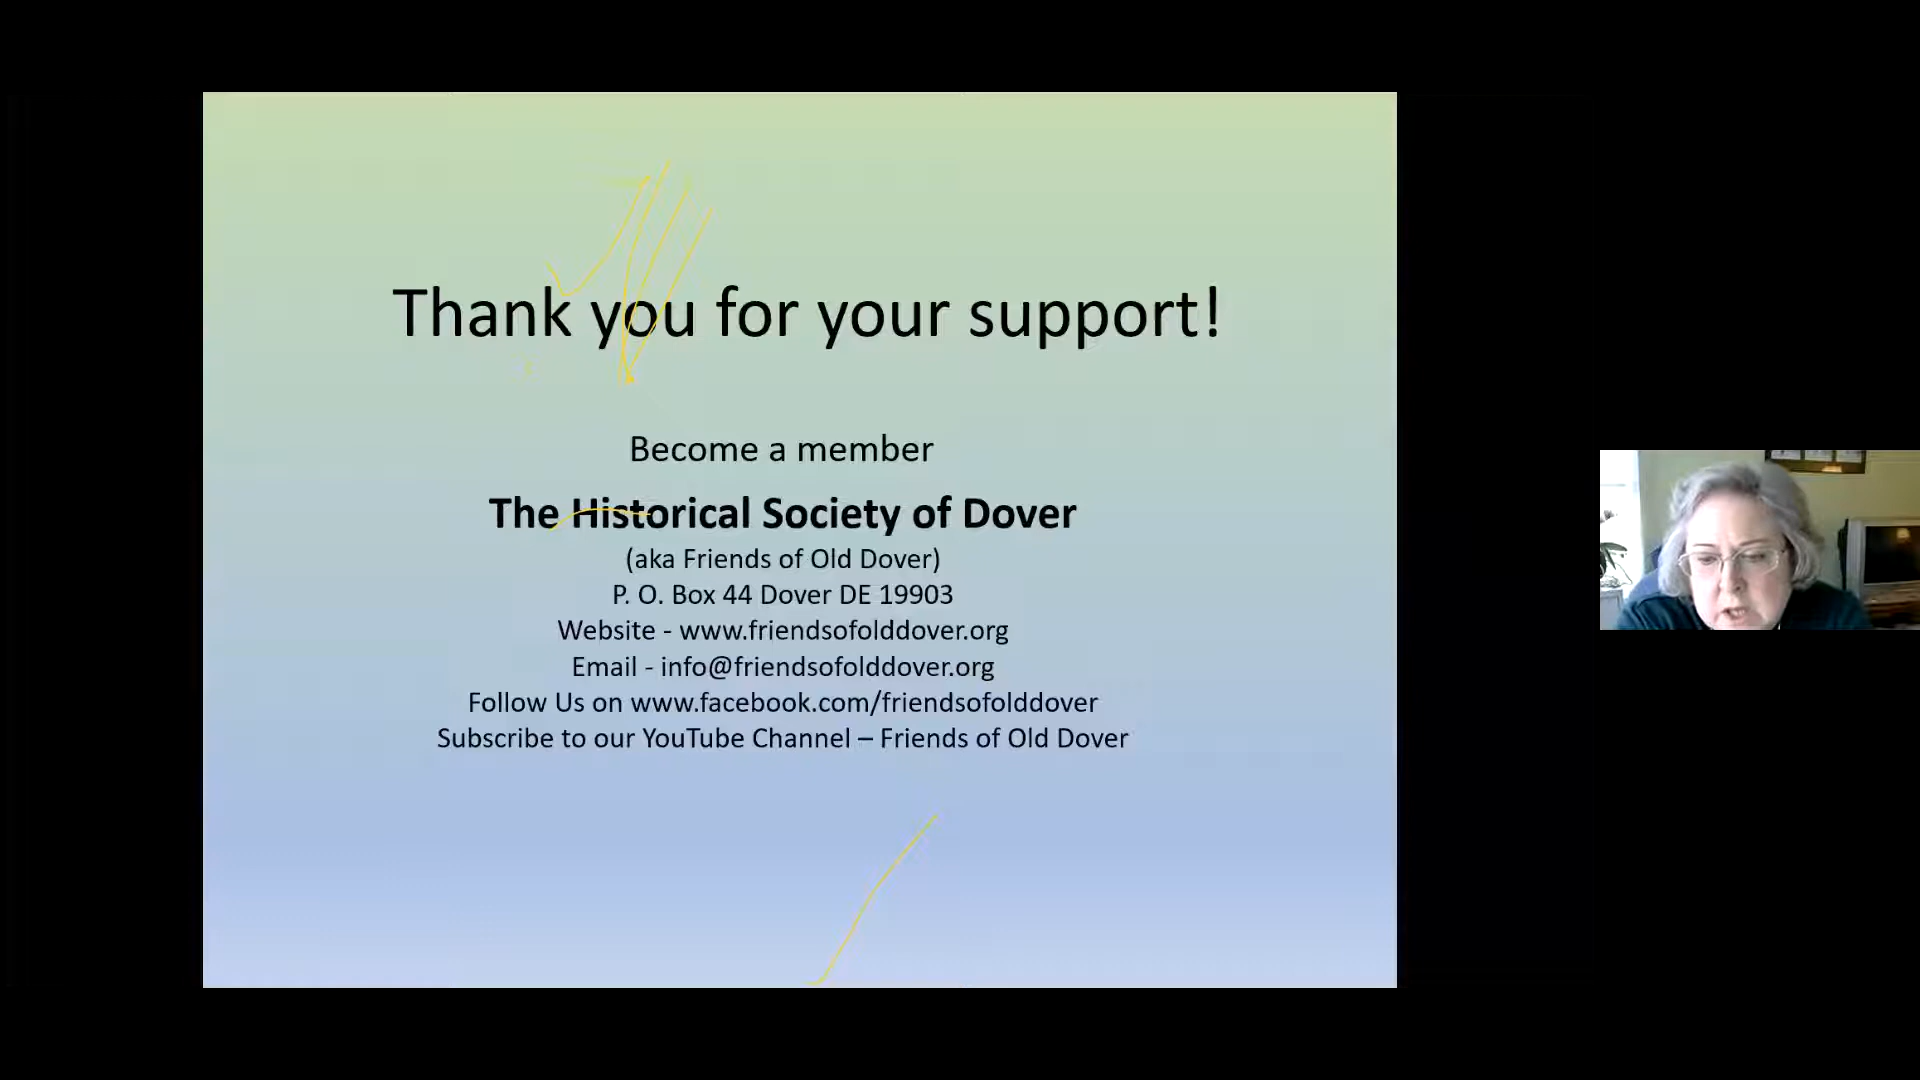 Thank you for your support!
Become a member
The Historical Society of Dover
(aka Friends of Old Dover)
P. O. Box 44 Dover DE 19903
Website - www.friendsofolddover.org
Email - info@friendsofolddover.org
Follow Us on www.facebook.com/friendsofolddover
Subscribe to our YouTube Channel – Friends of Old Dover